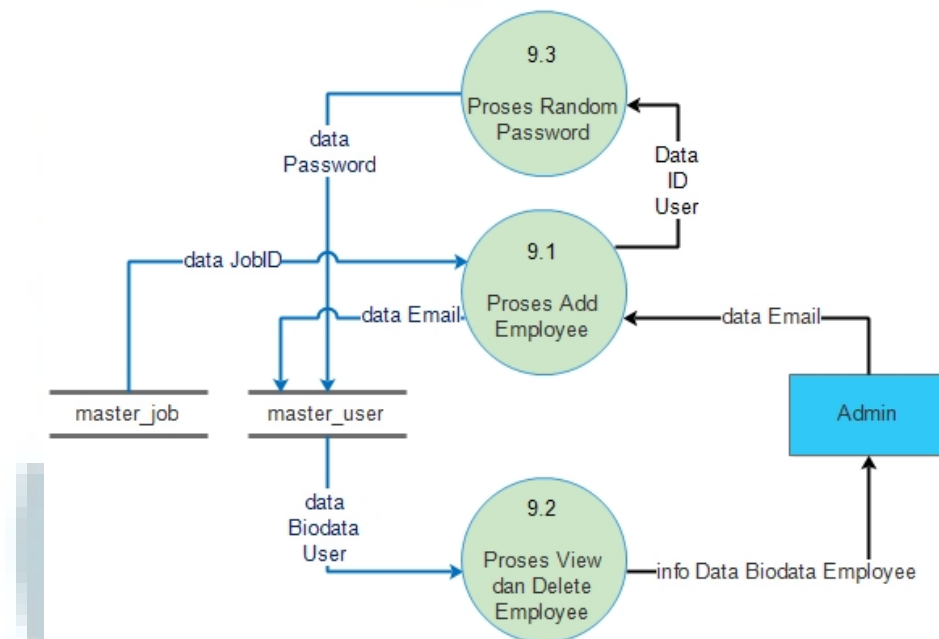 9.3
Proses Random
Password
data
Password
Data
ID
User
9.1
Proses Add
Employee
data JobID
data Email
data Email
master_job
master_user
Admin
data
Biodata
User
9.2
Proses View
dan Delete
Employee
info Data Biodata Employee